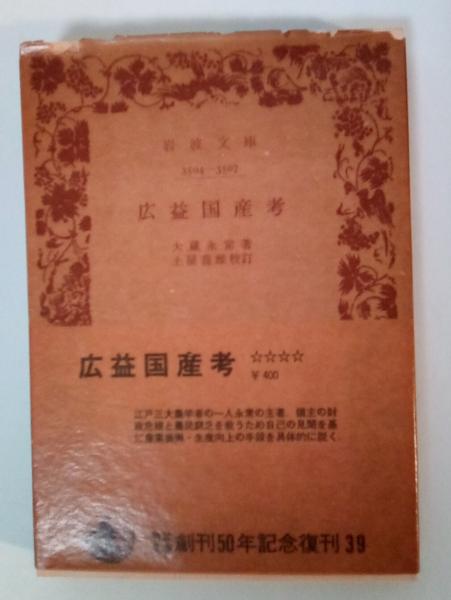 岩波文庫
3504-3507
広益国産考
大蔵永常著
土屋喬雄校訂
広益国産考 ☆☆☆☆
￥400
江戸三大農学者の一人永常の主著．領主の財
政危機と農民窮乏を救うため自己の見聞を基
に農業振興・生産向上の手段を具体的に説く．
創刊50年記念復刊39